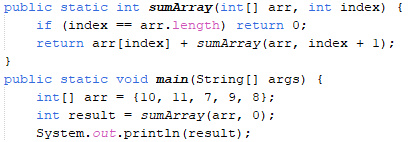 public static int sumArray(int[] arr, int index) {
    if (index == arr.length) return 0;
    return arr[index] + sumArray(arr, index + 1);
}
public static void main(String[] args) {
    int[] arr = {10, 11, 7, 9, 8};
    int result = sumArray(arr, 0);
    System.out.println(result);